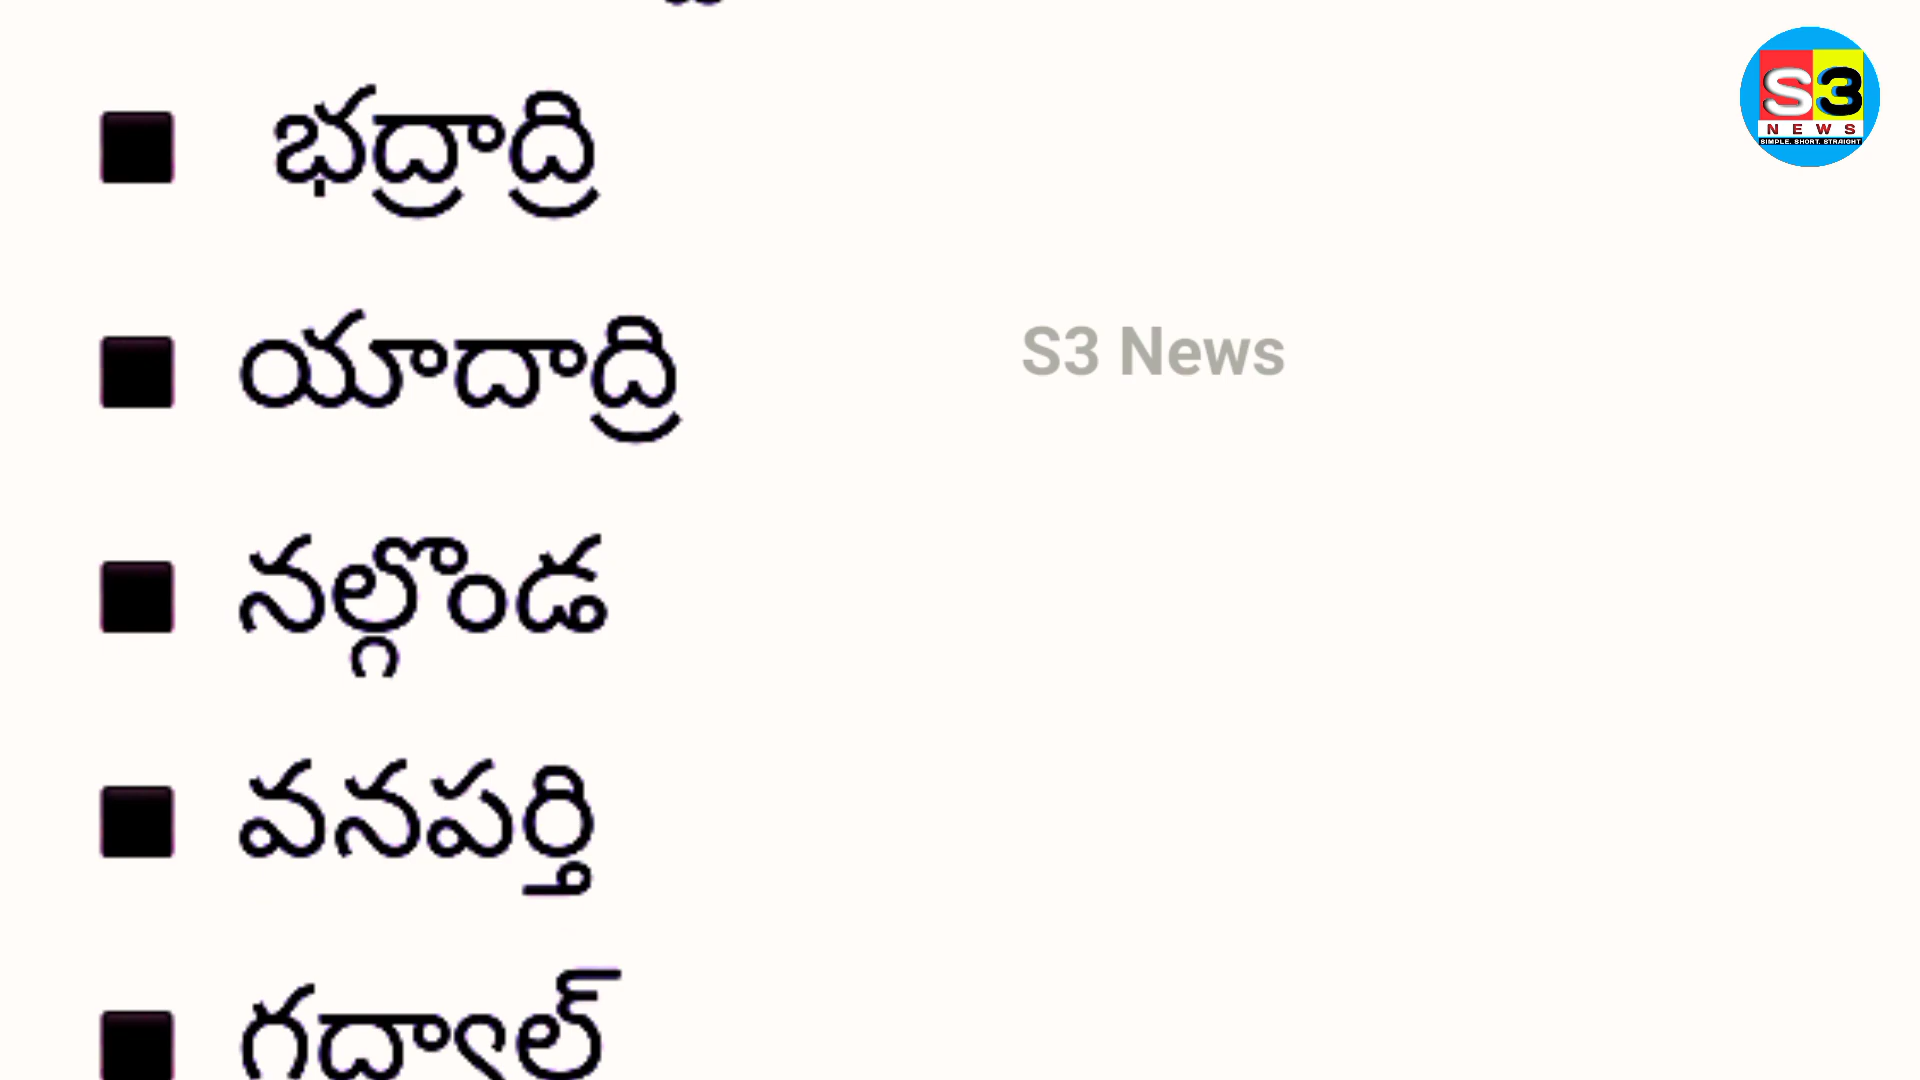 S3
NEWS
SIMPLE. SHORT. STRAIGHT
భద్రాద్రి
యాదాద్రి
S3 News
నల్గొండ
వనపర్తి
గద్వాల్